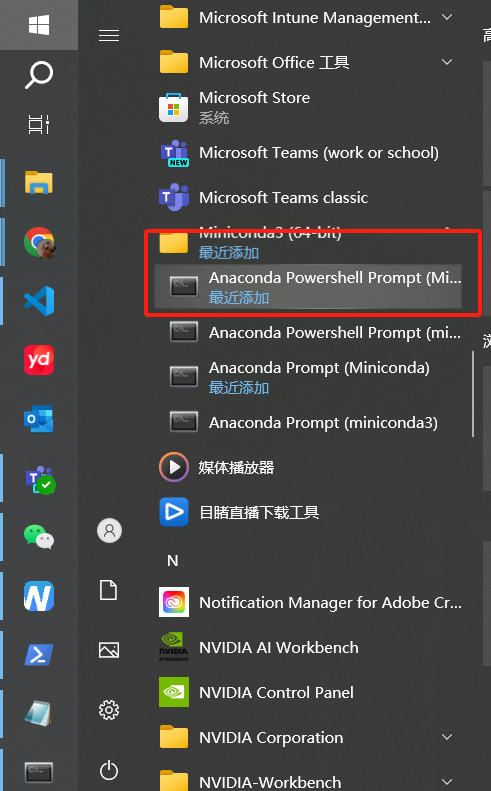 Microsoft Intune Management...
Microsoft Office 工具
Microsoft Store
系统
Microsoft Teams (work or school)
NEW
Microsoft Teams classic
Miniconda3 (64-bit)
最近添加
Anaconda Powershell Prompt (Mi...
最近添加
Anaconda Powershell Prompt (mi...
Anaconda Prompt (Miniconda)
最近添加
Anaconda Prompt (miniconda3)
yd
媒体播放器
目睹直播下载工具
N
Notification Manager for Adobe Cr...
NVIDIA AI Workbench
NVIDIA Control Panel
NVIDIA Corporation
NVIDIA-Workbench